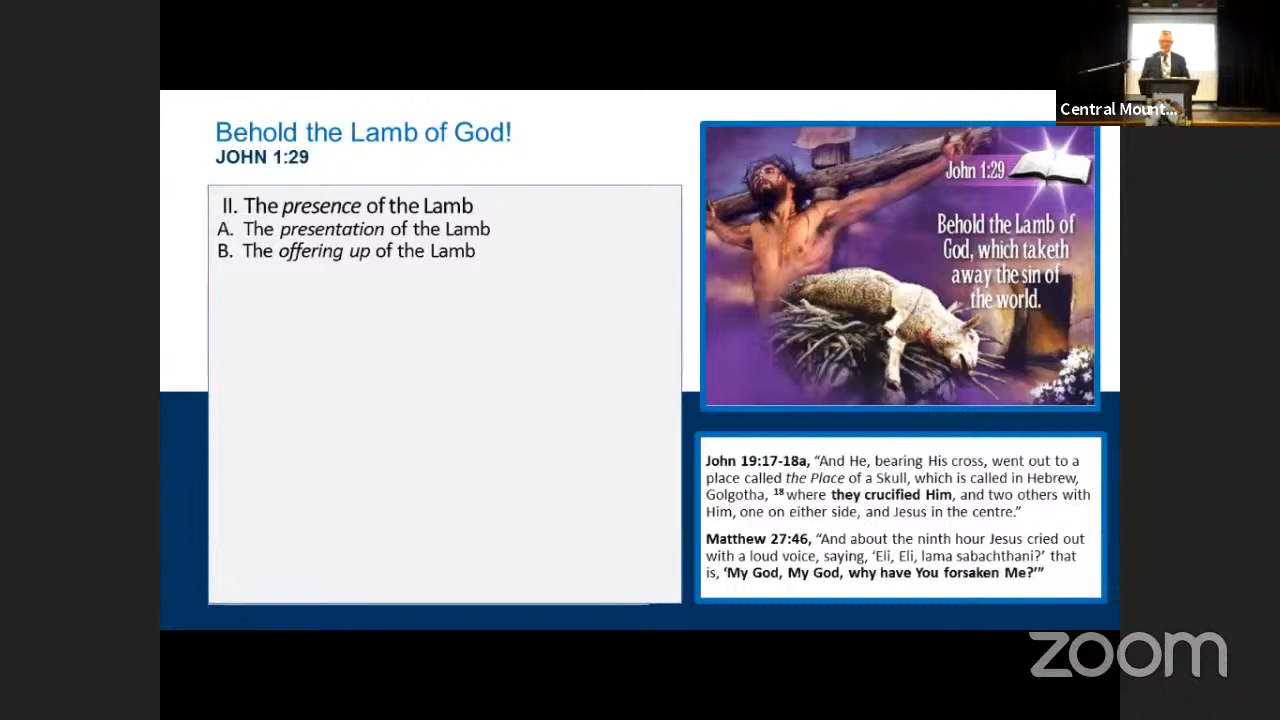 Central Mount...
Behold the Lamb of God!
JOHN 1:29
II. The presence of the Lamb
A. The presentation of the Lamb
B. The offering up of the Lamb
John 1:29
Behold the Lamb of
God, which taketh
away the sin of
the world.
John 19:17-18a, “And He, bearing His cross, went out to a
place called the Place of a Skull, which is called in Hebrew,
Golgotha, 18 where they crucified Him, and two others with
Him, one on either side, and Jesus in the centre.”
Matthew 27:46, “And about the ninth hour Jesus cried out
with a loud voice, saying, ‘Eli, Eli, lama sabachthani?’ that
is, ‘My God, My God, why have You forsaken Me?’”
zoom